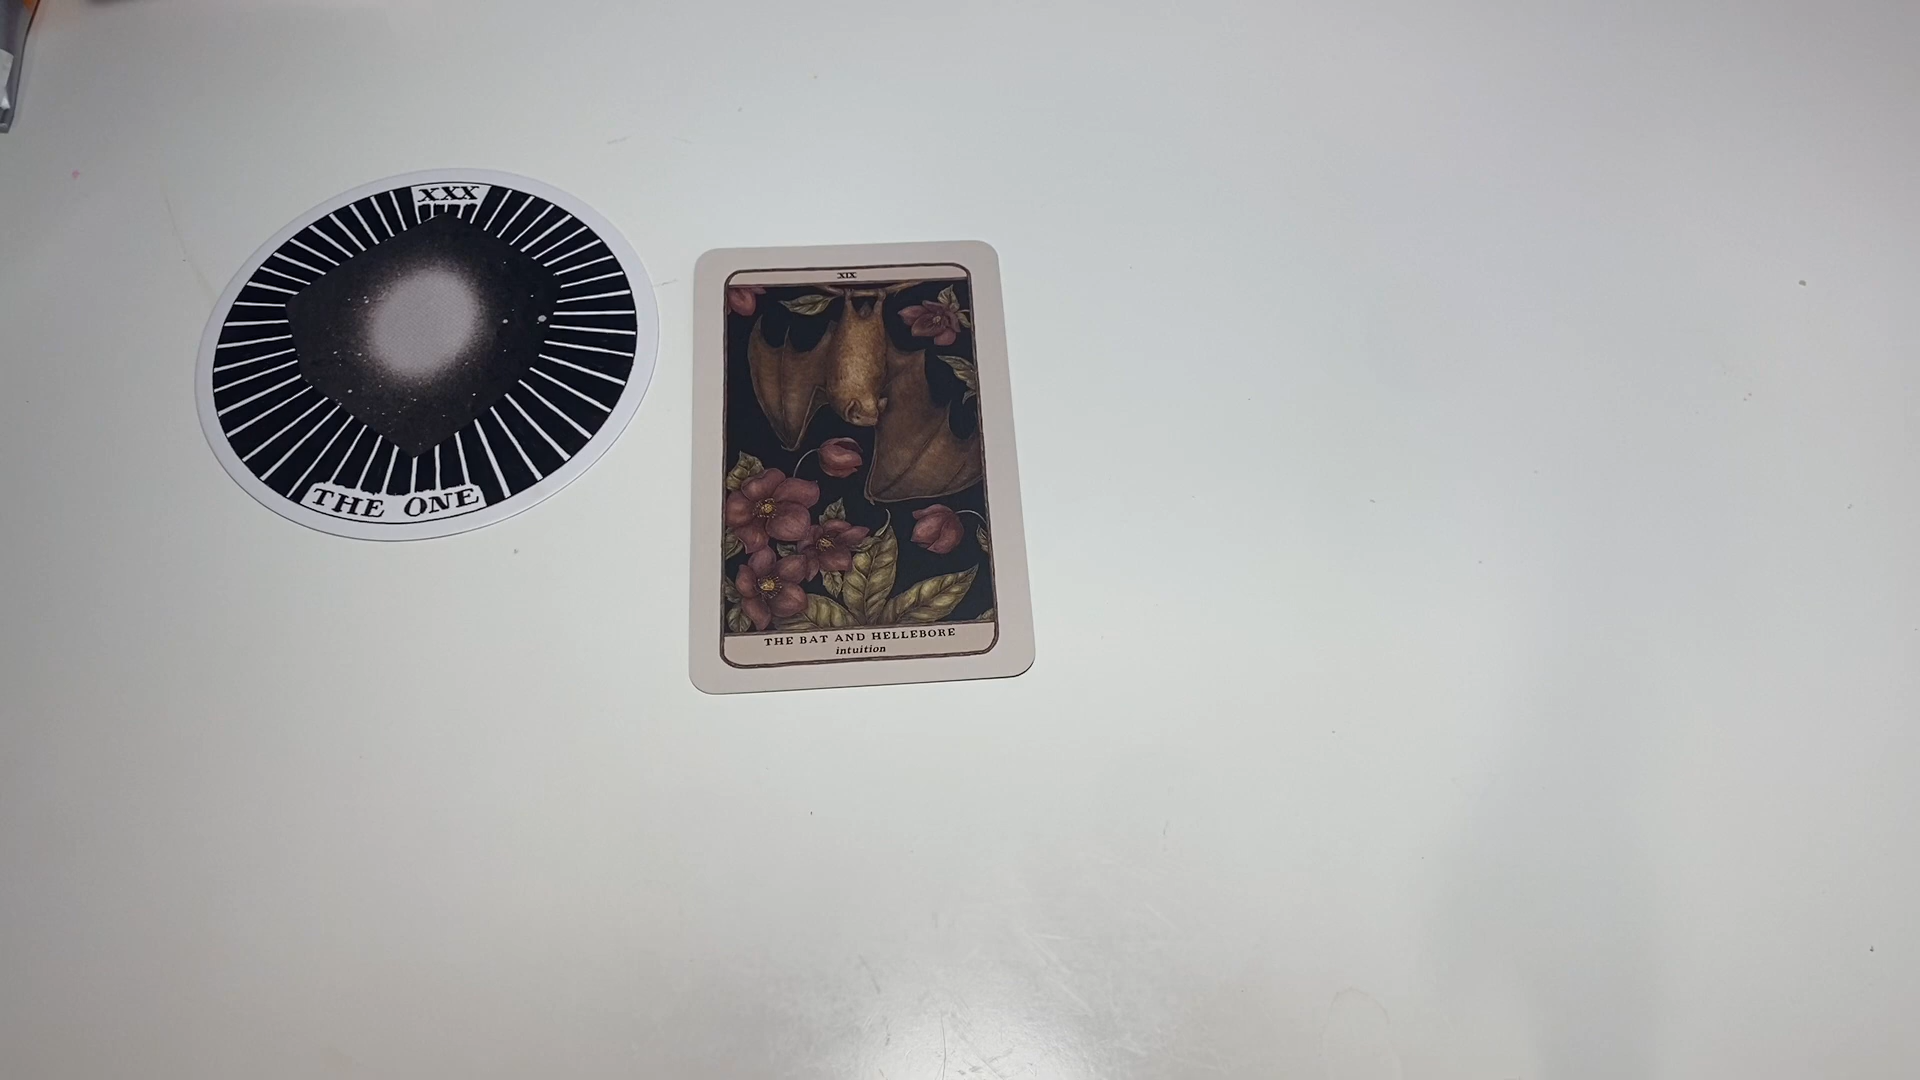 XXX
THE ONE
XIX
THE BAT AND HELLEBORE
intuition